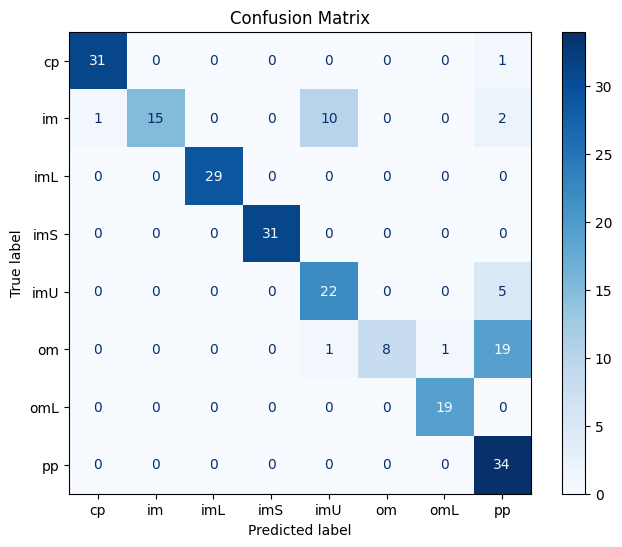 Confusion Matrix
cp 31 0 0 0 0 0 0 1
im 1 15 0 0 10 0 0 2
imL 0 0 29 0 0 0 0 0
imS 0 0 0 31 0 0 0 0
imU 0 0 0 0 22 0 0 5
om 0 0 0 0 1 8 1 19
omL 0 0 0 0 0 0 19 0
pp 0 0 0 0 0 0 0 34
cp im imL imS imU om omL pp
Predicted label
True label
30
25
20
15
10
5
0